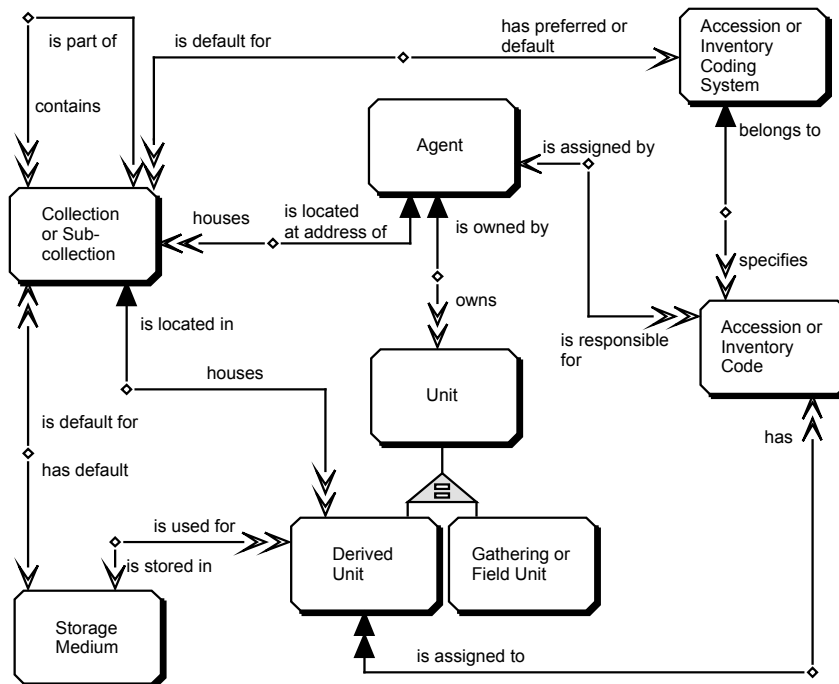 is part of
contains
is default for
has preferred or
default
Accession or
Inventory
Coding
System
belongs to
Agent
is assigned by
Collection
or Sub-
collection
houses
is located
at address of
is owned by
owns
specifies
is located in
houses
is responsible
for
Accession or
Inventory
Code
Unit
is default for
has default
has
is used for
is stored in
Derived
Unit
Gathering or
Field Unit
Storage
Medium
is assigned to